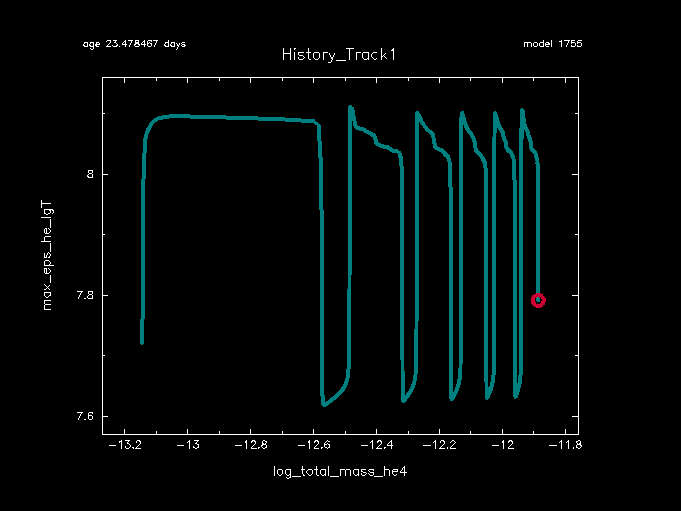 age 23.478467 days
model 1755
History_Track1
8
7.8
7.6
max_eps_he_lgT
−13.2 −13 −12.8 −12.6 −12.4 −12.2 −12 −11.8
log_total_mass_he4